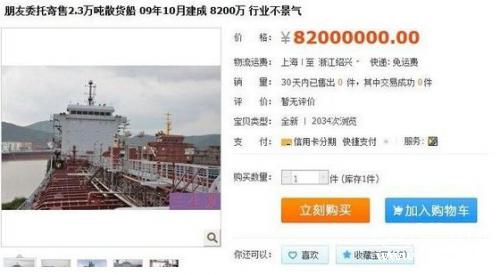 朋友委托寄售2.3万吨散货船 09年10月建成 8200万 行业不景气
价 格： ¥82000000.00
物流运费： 上海 | 至 浙江绍兴 快递: 免运费
销 量： 30天内已售出 0 件，其中交易成功 0 件
评 价： 暂无评价
宝贝类型： 全新 | 2034次浏览
支 付： 信用卡分期 快捷支付 服务：
购买数量： 1 件 (库存1件)
立刻购买 加入购物车
你还可以： 喜欢 收藏宝贝